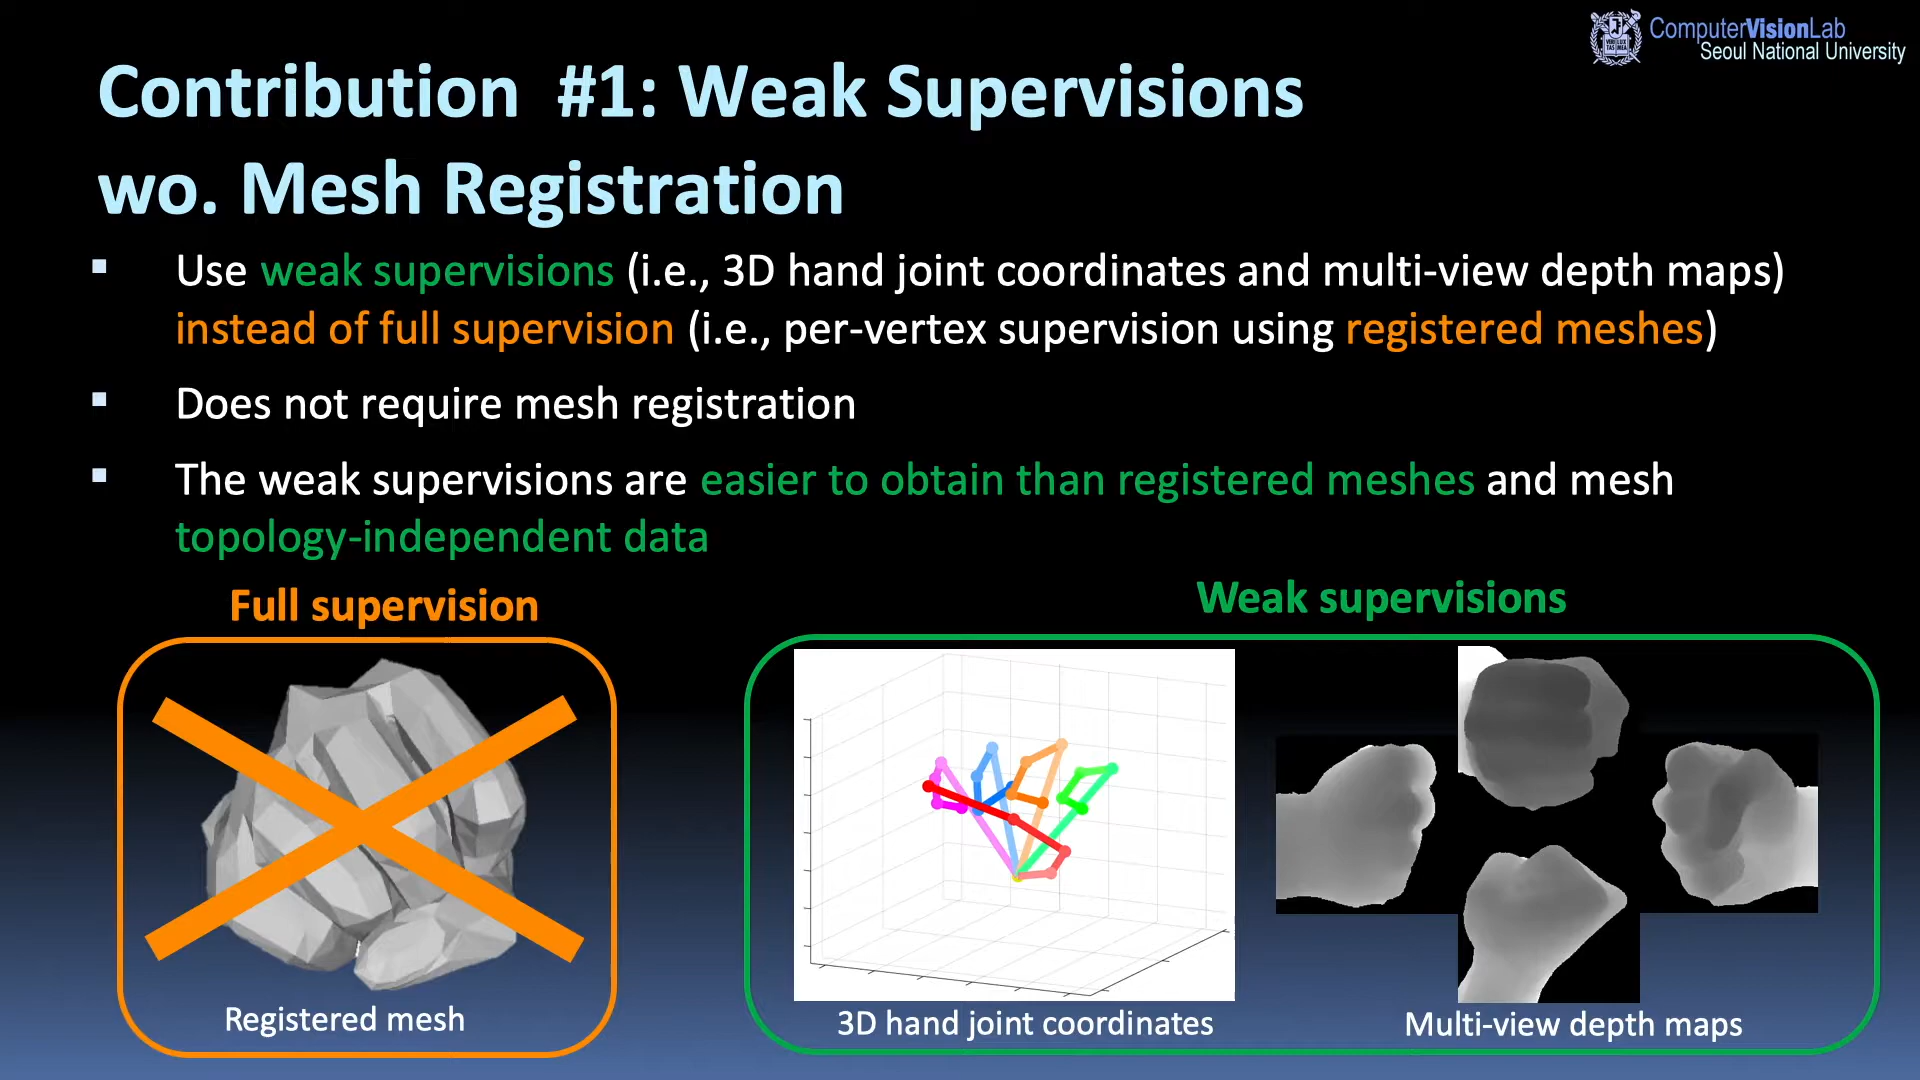 ComputerVisionLab
Seoul National University
Contribution #1: Weak Supervisions
wo. Mesh Registration
▪ Use weak supervisions (i.e., 3D hand joint coordinates and multi-view depth maps)
instead of full supervision (i.e., per-vertex supervision using registered meshes)
▪ Does not require mesh registration
▪ The weak supervisions are easier to obtain than registered meshes and mesh
topology-independent data
Full supervision
Weak supervisions
Registered mesh
3D hand joint coordinates
Multi-view depth maps